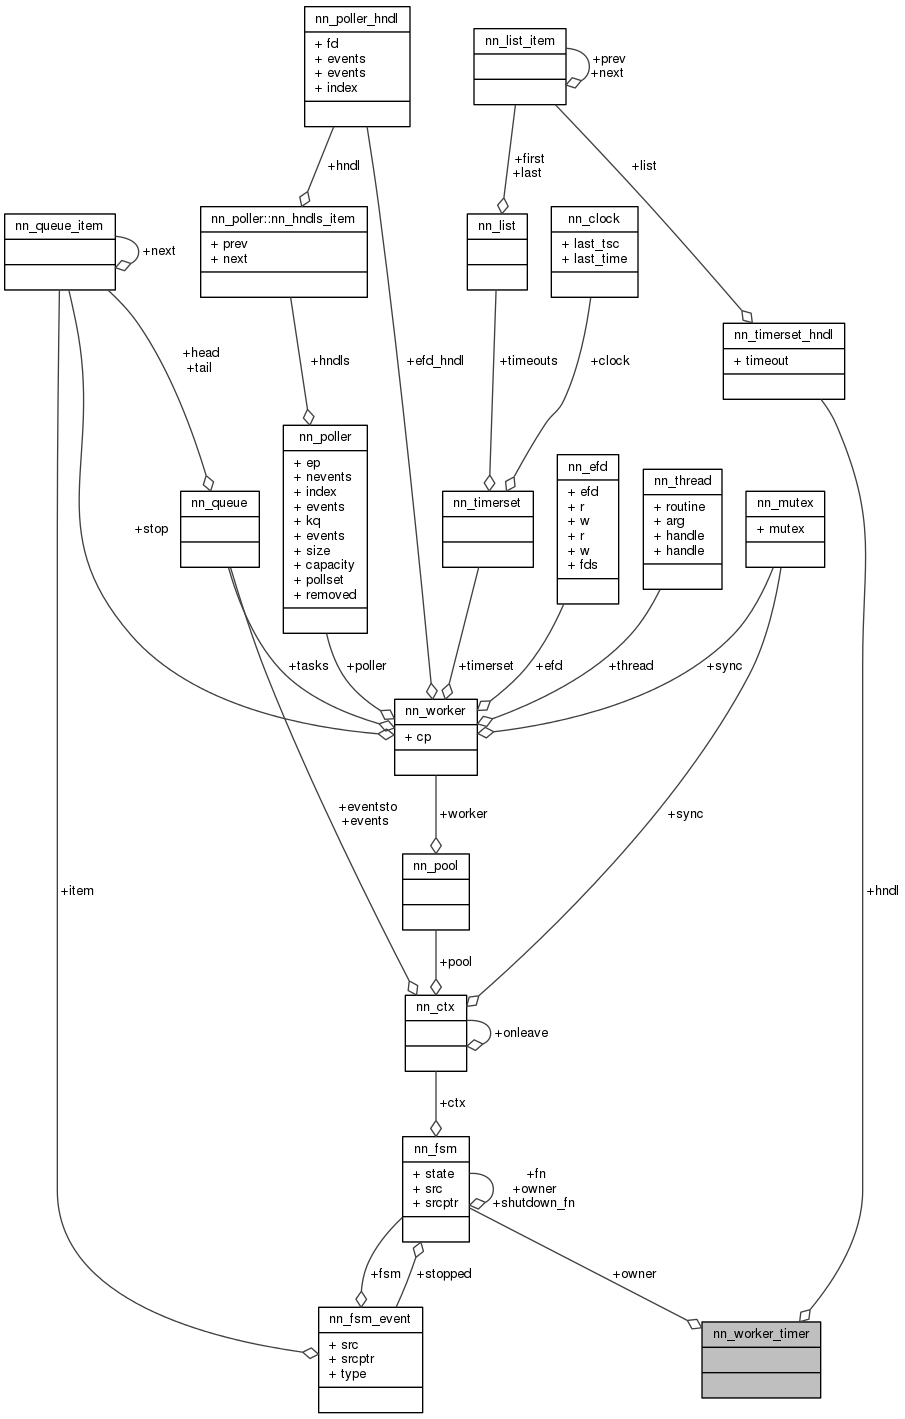 nn_poller_hndl
+ fd
+ events
+ events
+ index
nn_list_item
+prev
+next
+hndl
+first
+last
+list
nn_queue_item
+next
nn_poller::nn_hndls_item
+ prev
+ next
nn_list
nn_clock
+ last_tsc
+ last_time
nn_timerset_hndl
+ timeout
+head
+tail
+hndls
+efd_hndl
+timeouts
+clock
nn_poller
+ ep
+ nevents
+ index
+ events
+ kq
+ events
+ size
+ capacity
+ pollset
+ removed
nn_queue
nn_timerset
nn_efd
+ efd
+ r
+ w
+ r
+ w
+ fds
nn_thread
+ routine
+ arg
+ handle
+ handle
nn_mutex
+ mutex
+stop
+tasks
+poller
+timerset
+efd
+thread
+sync
nn_worker
+ cp
+eventsto
+events
+worker
+sync
nn_pool
+item
+hndl
+pool
nn_ctx
+onleave
+ctx
nn_fsm
+ state
+ src
+ srcptr
+fn
+owner
+shutdown_fn
+fsm
+stopped
+owner
nn_fsm_event
+ src
+ srcptr
+ type
nn_worker_timer